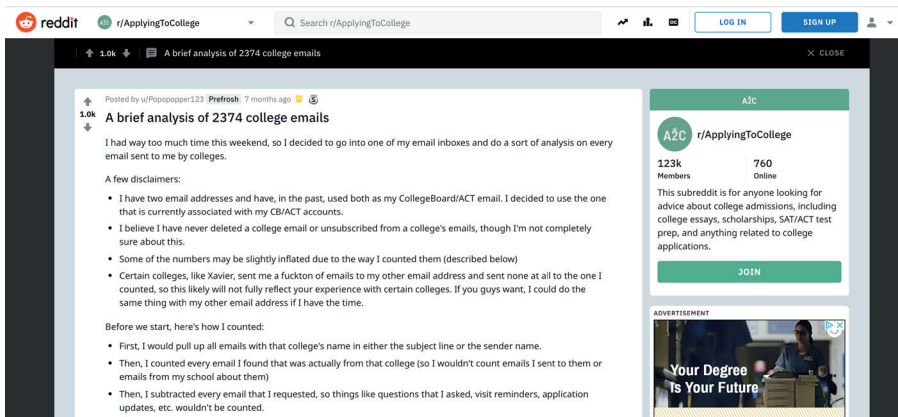 reddit
r/ApplyingToCollege
Search r/ApplyingToCollege
LOG IN
SIGN UP
1.0k
A brief analysis of 2374 college emails
CLOSE
Posted by u/Popopopper123 Prefrosh 7 months ago
1.0k
A brief analysis of 2374 college emails
I had way too much time this weekend, so I decided to go into one of my email inboxes and do a sort of analysis on every
email sent to me by colleges.
A few disclaimers:
• I have two email addresses and have, in the past, used both as my CollegeBoard/ACT email. I decided to use the one
that is currently associated with my CB/ACT accounts.
• I believe I have never deleted a college email or unsubscribed from a college's emails, though I'm not completely
sure about this.
• Some of the numbers may be slightly inflated due to the way I counted them (described below)
• Certain colleges, like Xavier, sent me a fuckton of emails to my other email address and sent none at all to the one I
counted, so this likely will not fully reflect your experience with certain colleges. If you guys want, I could do the
same thing with my other email address if I have the time.
Before we start, here's how I counted:
• First, I would pull up all emails with that college's name in either the subject line or the sender name.
• Then, I counted every email I found that was actually from that college (so I wouldn't count emails I sent to them or
emails from my school about them)
• Then, I subtracted every email that I requested, so things like questions that I asked, visit reminders, application
updates, etc. wouldn't be counted.
AŽC
AŽC
r/ApplyingToCollege
123k
Members
760
Online
This subreddit is for anyone looking for
advice about college admissions, including
college essays, scholarships, SAT/ACT test
prep, and anything related to college
applications.
JOIN
ADVERTISEMENT
Your Degree
Is Your Future